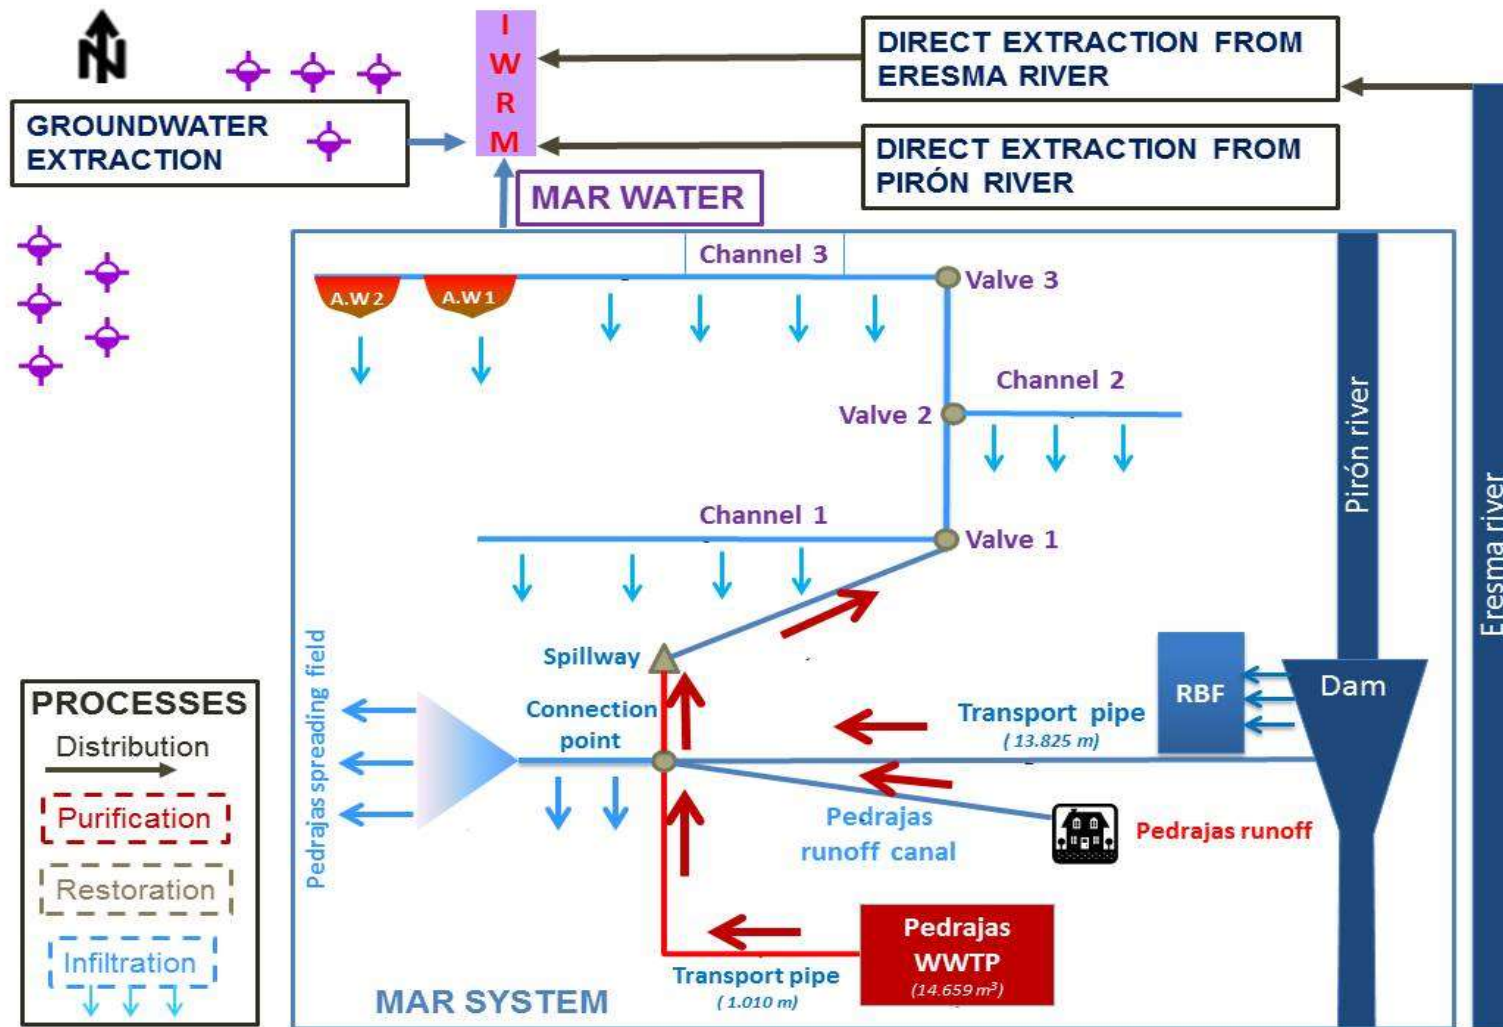 N
I
W
R
M
DIRECT EXTRACTION FROM
ERESMA RIVER
GROUNDWATER
EXTRACTION
DIRECT EXTRACTION FROM
PIRÓN RIVER
MAR WATER
Channel 3
Valve 3
A.W 2
A.W 1
Channel 2
Valve 2
Pirón river
Channel 1
Valve 1
Eresma river
Spillway
Pedrajas spreading field
RBF
Dam
Connection
point
Transport pipe
( 13.825 m)
PROCESSES
Distribution
Purification
Restoration
Infiltration
Pedrajas
runoff canal
Pedrajas runoff
Pedrajas
WWTP
(14.659 m³)
Transport pipe
( 1.010 m)
MAR SYSTEM